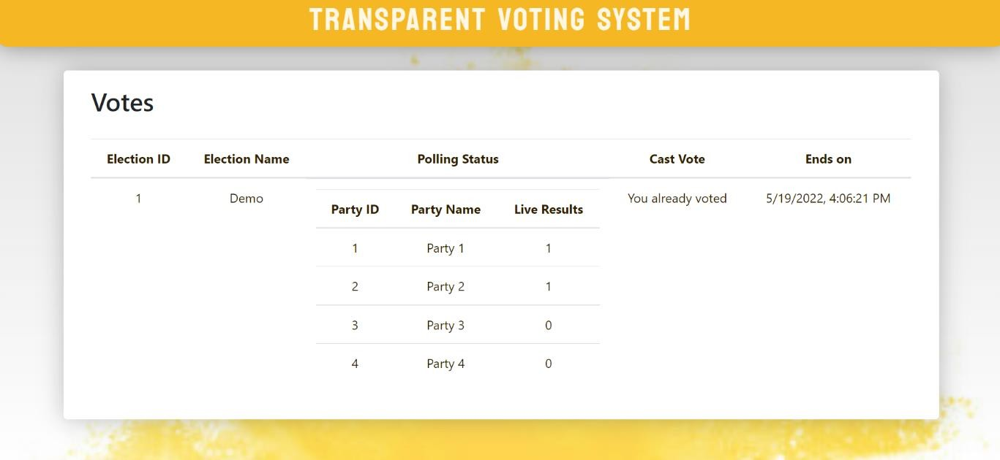 TRANSPARENT VOTING SYSTEM
Votes
Election ID Election Name Polling Status Cast Vote Ends on
1 Demo You already voted 5/19/2022, 4:06:21 PM
Party ID Party Name Live Results
1 Party 1 1
2 Party 2 1
3 Party 3 0
4 Party 4 0